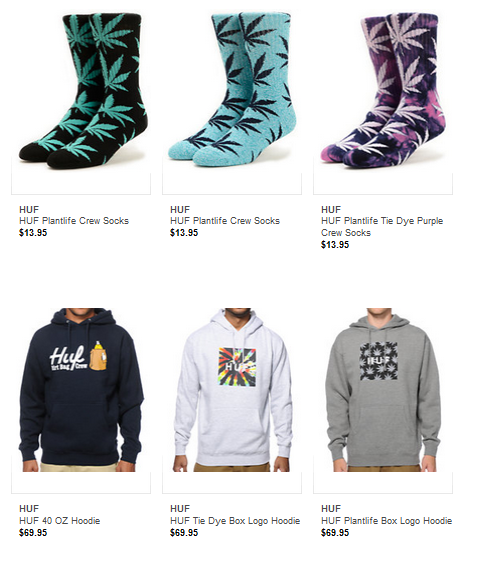 HUF
HUF Plantlife Crew Socks
$13.95
HUF
HUF Plantlife Crew Socks
$13.95
HUF
HUF Plantlife Tie Dye Purple
Crew Socks
$13.95
Huf
Dirt Bag Crew
HUF
HUF
HUF
HUF 40 OZ Hoodie
$69.95
HUF
HUF Tie Dye Box Logo Hoodie
$69.95
HUF
HUF Plantlife Box Logo Hoodie
$69.95